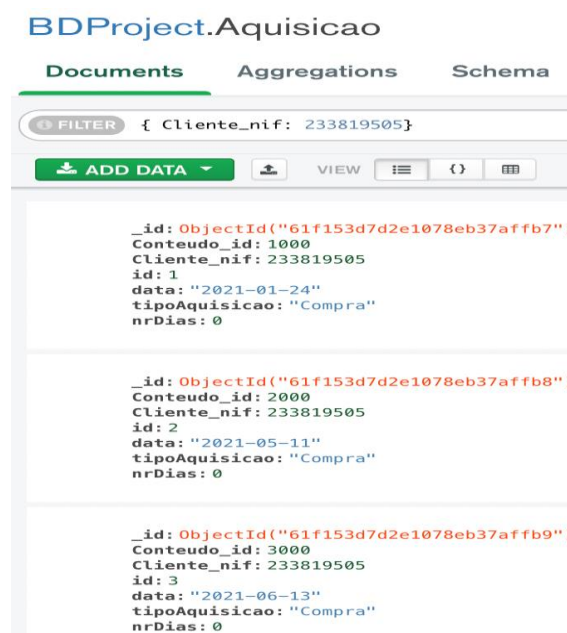 BDProject.Aquisicao
Documents Aggregations Schema
FILTER { Cliente_nif: 233819505}
ADD DATA VIEW {}
_id: ObjectId("61f153d7d2e1078eb37affb7"
Conteudo_id: 1000
Cliente_nif: 233819505
id: 1
data: "2021-01-24"
tipoAquisicao: "Compra"
nrDias: 0
_id: ObjectId("61f153d7d2e1078eb37affb8"
Conteudo_id: 2000
Cliente_nif: 233819505
id: 2
data: "2021-05-11"
tipoAquisicao: "Compra"
nrDias: 0
_id: ObjectId("61f153d7d2e1078eb37affb9"
Conteudo_id: 3000
Cliente_nif: 233819505
id: 3
data: "2021-06-13"
tipoAquisicao: "Compra"
nrDias: 0